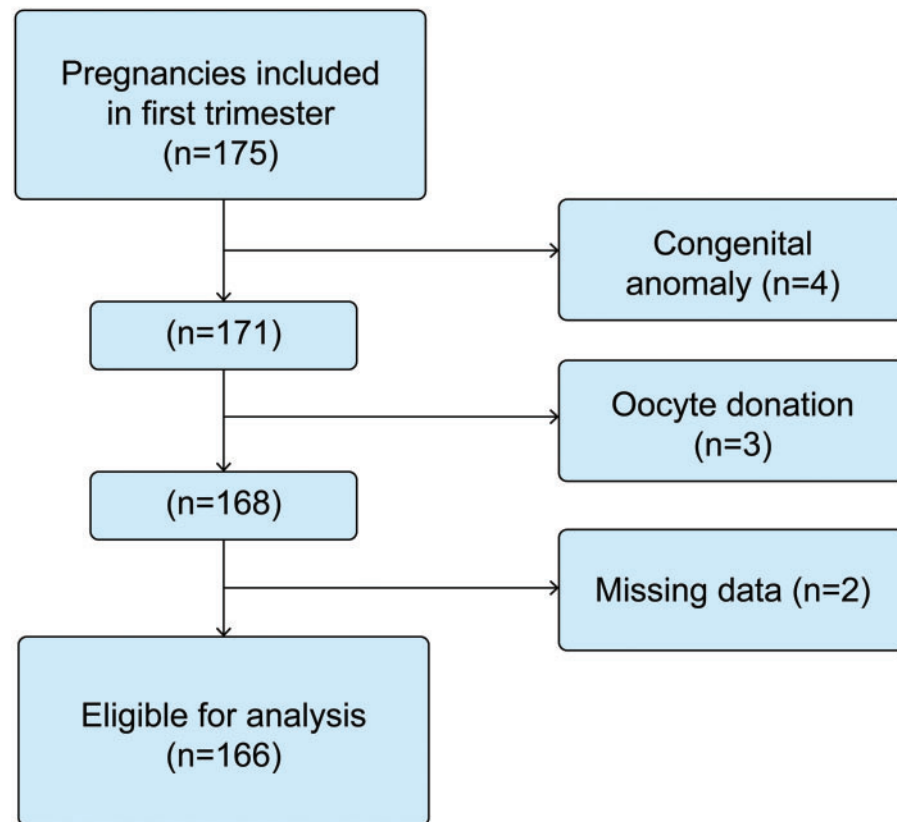 Pregnancies included
in first trimester
(n=175)
Congenital
anomaly (n=4)
(n=171)
Oocyte donation
(n=3)
(n=168)
Missing data (n=2)
Eligible for analysis
(n=166)